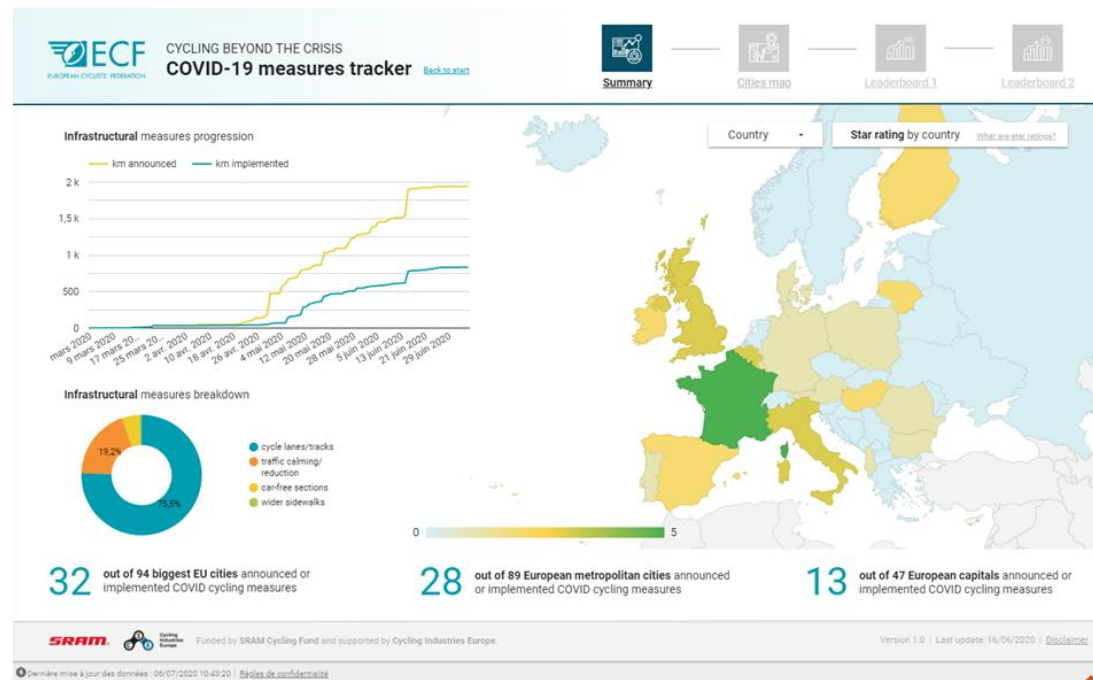 ECF
EUROPEAN CYCLISTS' FEDERATION
CYCLING BEYOND THE CRISIS
COVID-19 measures tracker
Back to start
Summary
Cities map
Leaderboard 1
Leaderboard 2
Infrastructural measures progression
km announced
km implemented
2 k
1,5 k
1 k
500
0
mars 2020
9 mars 2020
17 mars 20...
25 mars 20...
2 avr. 2020
10 avr. 2020
18 avr. 2020
26 avr. 2020
4 mai 2020
12 mai 2020
20 mai 2020
28 mai 2020
5 juin 2020
13 juin 2020
21 juin 2020
29 juin 2020
Country
Star rating by country
What are star ratings?
Infrastructural measures breakdown
19,2%
75,5%
cycle lanes/tracks
traffic calming/
reduction
car-free sections
wider sidewalks
0
5
32
out of 94 biggest EU cities announced or
implemented COVID cycling measures
28
out of 89 European metropolitan cities announced
or implemented COVID cycling measures
13
out of 47 European capitals announced or
implemented COVID cycling measures
SRAM.
Cycling
Industries
Europe
Funded by SRAM Cycling Fund and supported by Cycling Industries Europe.
Version 1.0 | Last update: 16/06/2020 | Disclaimer
Dernière mise à jour des données : 06/07/2020 10:43:20 | Règles de confidentialité